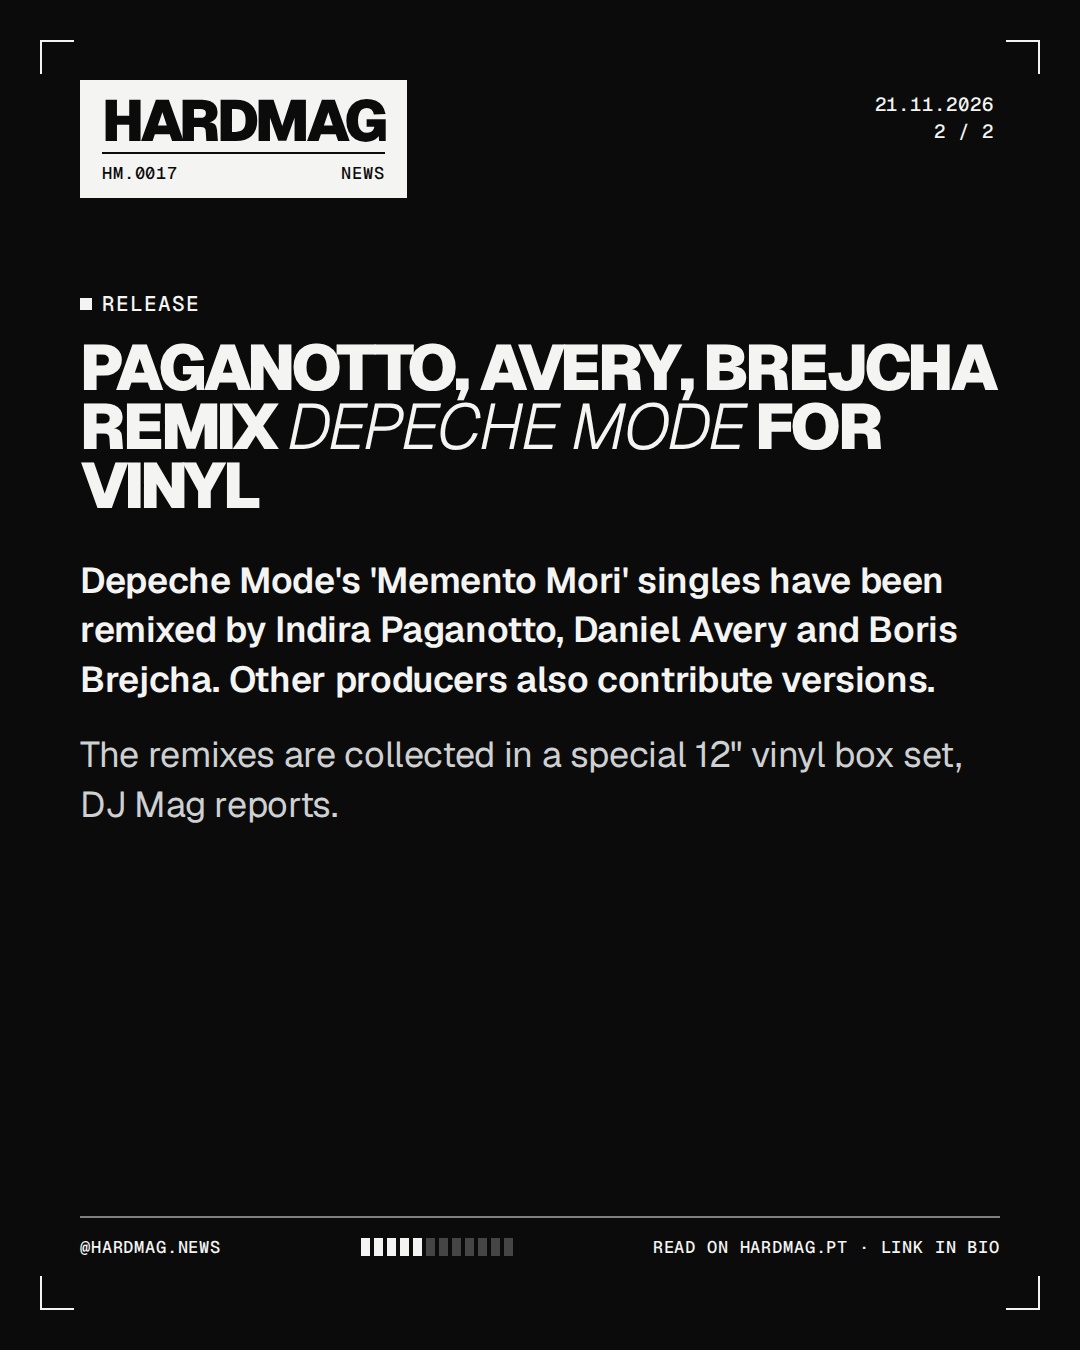 HARDMAG
HM.0017 NEWS
21.11.2026
2 / 2
RELEASE
PAGANOTTO, AVERY, BREJCHA
REMIX DEPECHE MODE FOR
VINYL
Depeche Mode's 'Memento Mori' singles have been
remixed by Indira Paganotto, Daniel Avery and Boris
Brejcha. Other producers also contribute versions.
The remixes are collected in a special 12" vinyl box set,
DJ Mag reports.
@HARDMAG.NEWS
READ ON HARDMAG.PT · LINK IN BIO